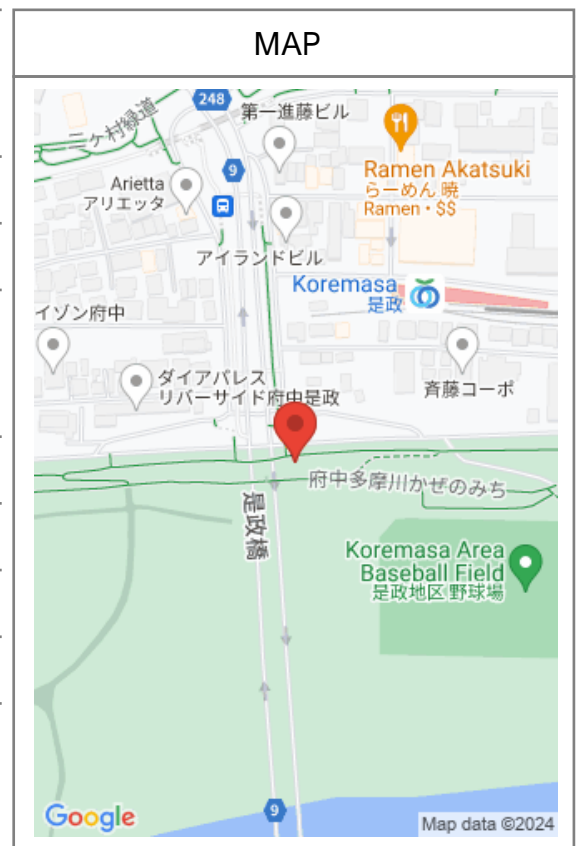 MAP
248
第一進藤ビル
二ケ村緑道
9
Ramen Akatsuki
らーめん 暁
Ramen・$$
Arietta
アリエッタ
アイランドビル
Koremasa
是政
イゾン府中
ダイアパレス
リバーサイド府中是政
斉藤コーポ
府中多摩川かぜのみち
是政橋
Koremasa Area
Baseball Field
是政地区 野球場
9
Google
Map data ©2024